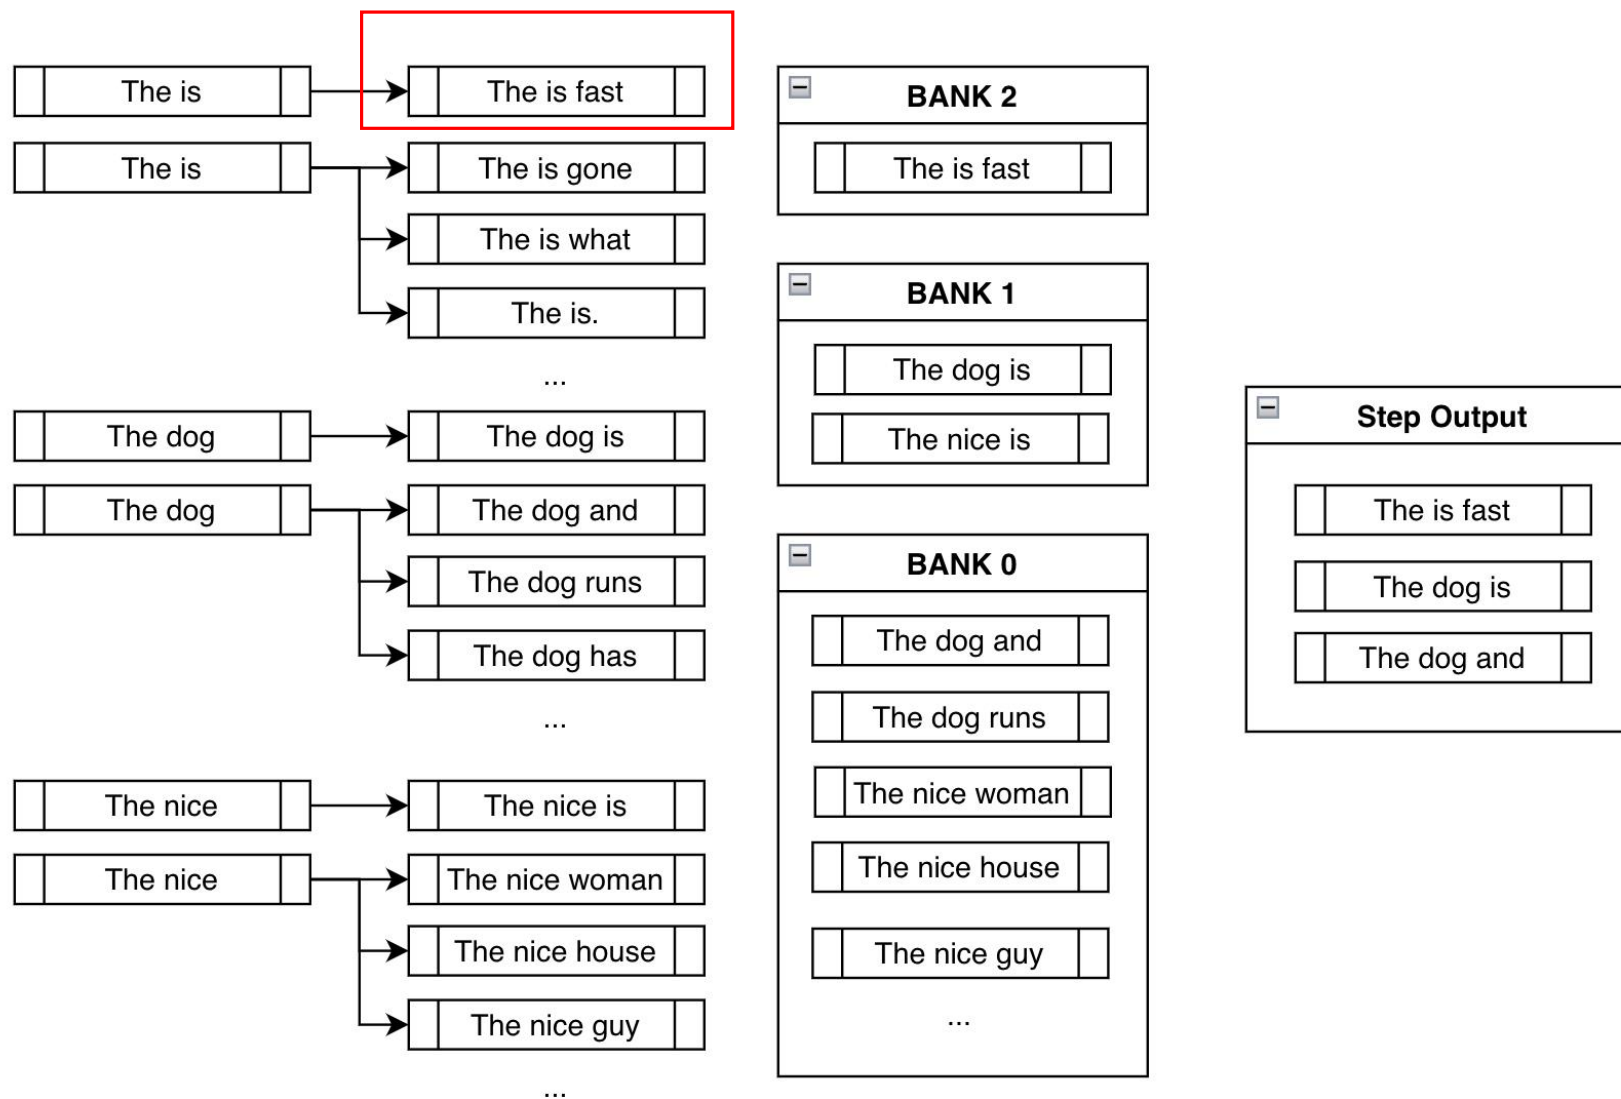 The is
The is fast
The is
The is gone
The is what
The is.
...
The dog
The dog is
The dog
The dog and
The dog runs
The dog has
...
The nice
The nice is
The nice
The nice woman
The nice house
The nice guy
...
BANK 2
The is fast
BANK 1
The dog is
The nice is
BANK 0
The dog and
The dog runs
The nice woman
The nice house
The nice guy
...
Step Output
The is fast
The dog is
The dog and